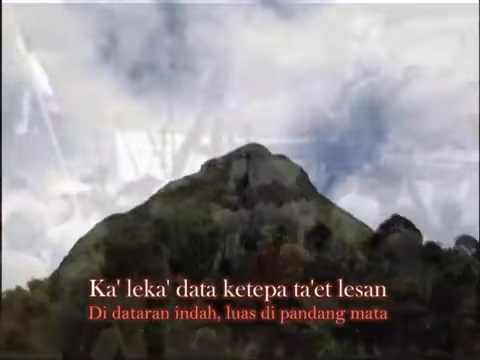 Ka' leka' data ketepa ta'et lesan
Di dataran indah, luas di pandang mata